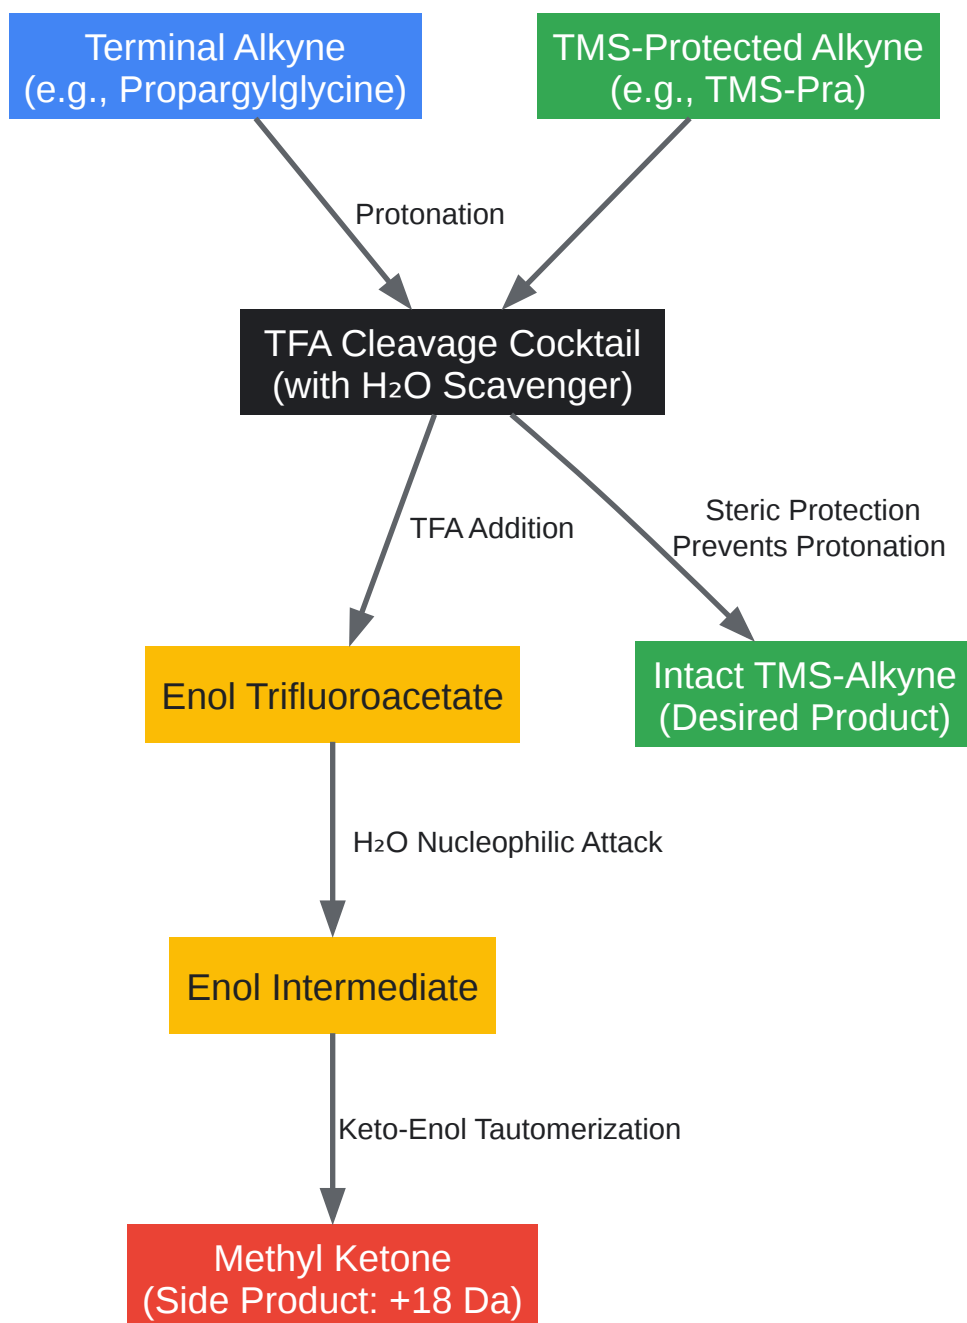 Terminal Alkyne
(e.g., Propargylglycine)
TMS-Protected Alkyne
(e.g., TMS-Pra)
Protonation
TFA Cleavage Cocktail
(with H₂O Scavenger)
TFA Addition
Steric Protection
Prevents Protonation
Enol Trifluoroacetate
Intact TMS-Alkyne
(Desired Product)
H₂O Nucleophilic Attack
Enol Intermediate
Keto-Enol Tautomerization
Methyl Ketone
(Side Product: +18 Da)